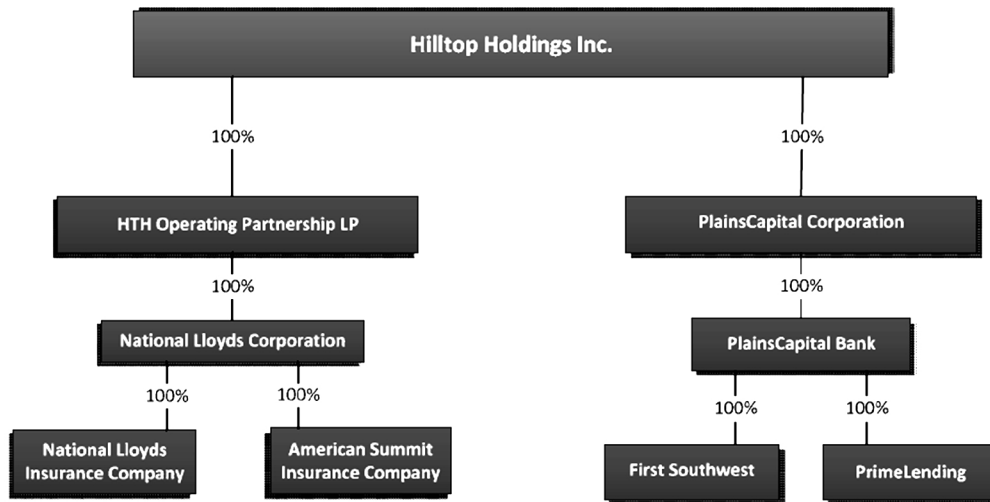 Hilltop Holdings Inc.
100%
100%
HTH Operating Partnership LP
PlainsCapital Corporation
100%
100%
National Lloyds Corporation
PlainsCapital Bank
100%
100%
100%
100%
National Lloyds
Insurance Company
American Summit
Insurance Company
First Southwest
PrimeLending